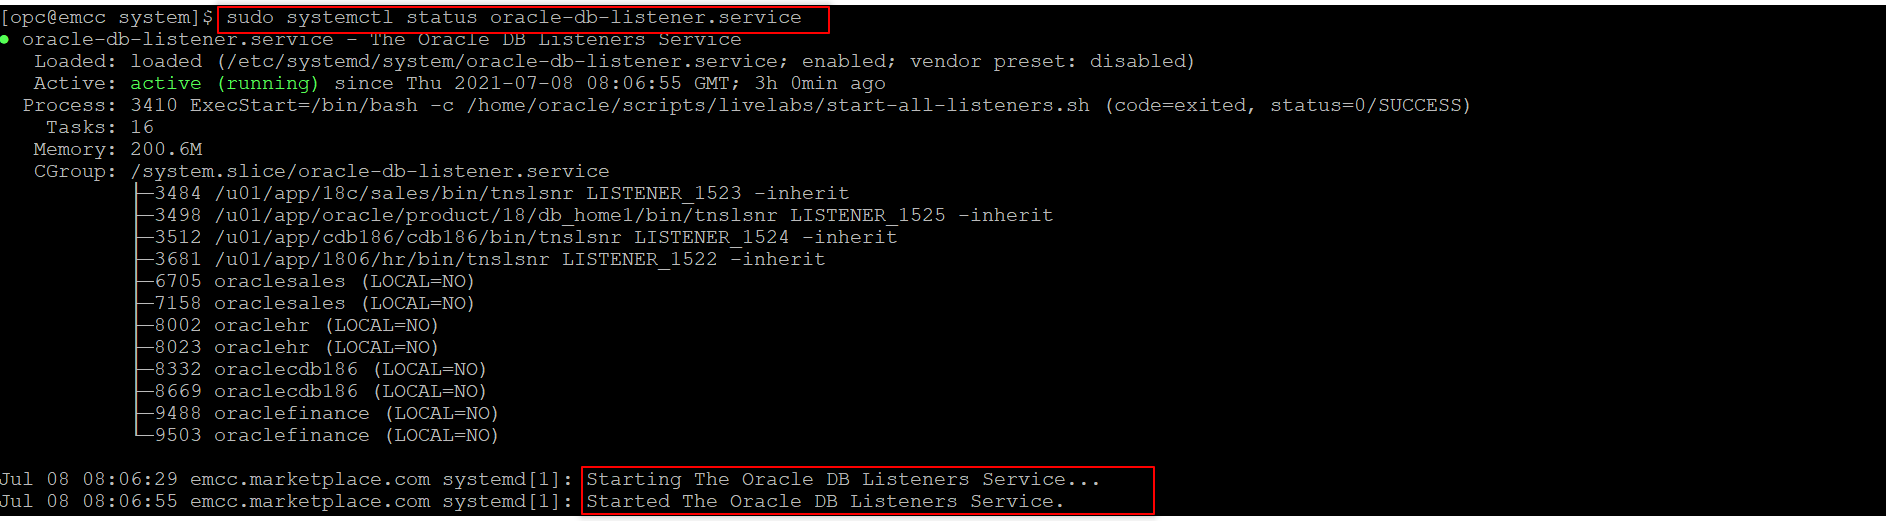 [opc@emcc system]$ sudo systemctl status oracle-db-listener.service
● oracle-db-listener.service - The Oracle DB Listeners Service
Loaded: loaded (/etc/systemd/system/oracle-db-listener.service; enabled; vendor preset: disabled)
Active: active (running) since Thu 2021-07-08 08:06:55 GMT; 3h 0min ago
Process: 3410 ExecStart=/bin/bash -c /home/oracle/scripts/livelabs/start-all-listeners.sh (code=exited, status=0/SUCCESS)
Tasks: 16
Memory: 200.6M
CGroup: /system.slice/oracle-db-listener.service
├─3484 /u01/app/18c/sales/bin/tnslsnr LISTENER_1523 -inherit
├─3498 /u01/app/oracle/product/18/db_home1/bin/tnslsnr LISTENER_1525 -inherit
├─3512 /u01/app/cdb186/cdb186/bin/tnslsnr LISTENER_1524 -inherit
├─3681 /u01/app/1806/hr/bin/tnslsnr LISTENER_1522 -inherit
├─6705 oraclesales (LOCAL=NO)
├─7158 oraclesales (LOCAL=NO)
├─8002 oraclehr (LOCAL=NO)
├─8023 oraclehr (LOCAL=NO)
├─8332 oraclecdb186 (LOCAL=NO)
├─8669 oraclecdb186 (LOCAL=NO)
├─9488 oraclefinance (LOCAL=NO)
└─9503 oraclefinance (LOCAL=NO)
Jul 08 08:06:29 emcc.marketplace.com systemd[1]: Starting The Oracle DB Listeners Service...
Jul 08 08:06:55 emcc.marketplace.com systemd[1]: Started The Oracle DB Listeners Service.